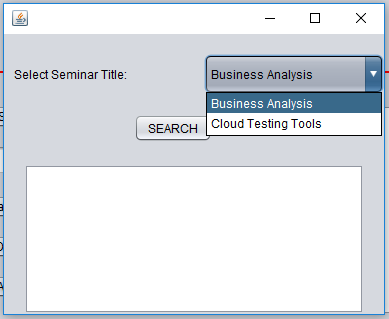 Select Seminar Title:
Business Analysis
Business Analysis
Cloud Testing Tools
SEARCH